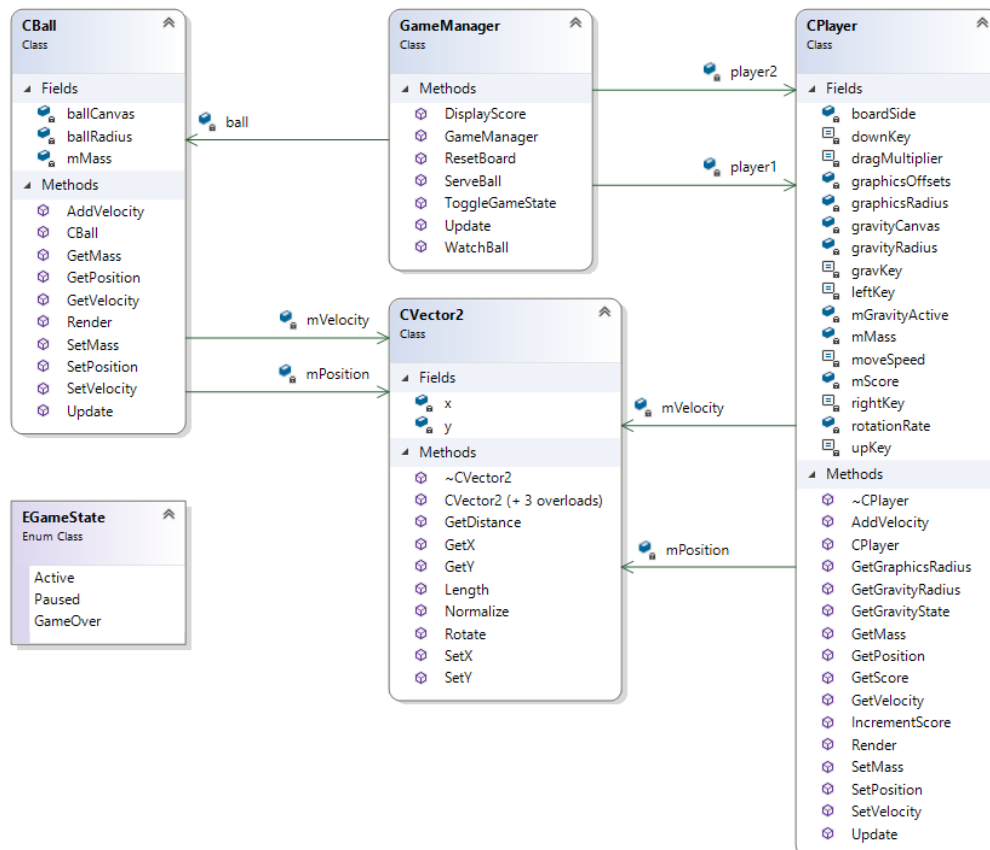 CBall
Class
Fields
ballCanvas
ballRadius
mMass
Methods
AddVelocity
CBall
GetMass
GetPosition
GetVelocity
Render
SetMass
SetPosition
SetVelocity
Update
ball
GameManager
Class
Methods
DisplayScore
GameManager
ResetBoard
ServeBall
ToggleGameState
Update
WatchBall
player2
player1
CPlayer
Class
Fields
boardSide
downKey
dragMultiplier
graphicsOffsets
graphicsRadius
gravityCanvas
gravityRadius
gravKey
leftKey
mGravityActive
mMass
moveSpeed
mScore
rightKey
rotationRate
upKey
Methods
~CPlayer
AddVelocity
CPlayer
GetGraphicsRadius
GetGravityRadius
GetGravityState
GetMass
GetPosition
GetScore
GetVelocity
IncrementScore
Render
SetMass
SetPosition
SetVelocity
Update
mVelocity
mPosition
CVector2
Class
Fields
x
y
Methods
~CVector2
CVector2 (+ 3 overloads)
GetDistance
GetX
GetY
Length
Normalize
Rotate
SetX
SetY
mVelocity
mPosition
EGameState
Enum Class
Active
Paused
GameOver